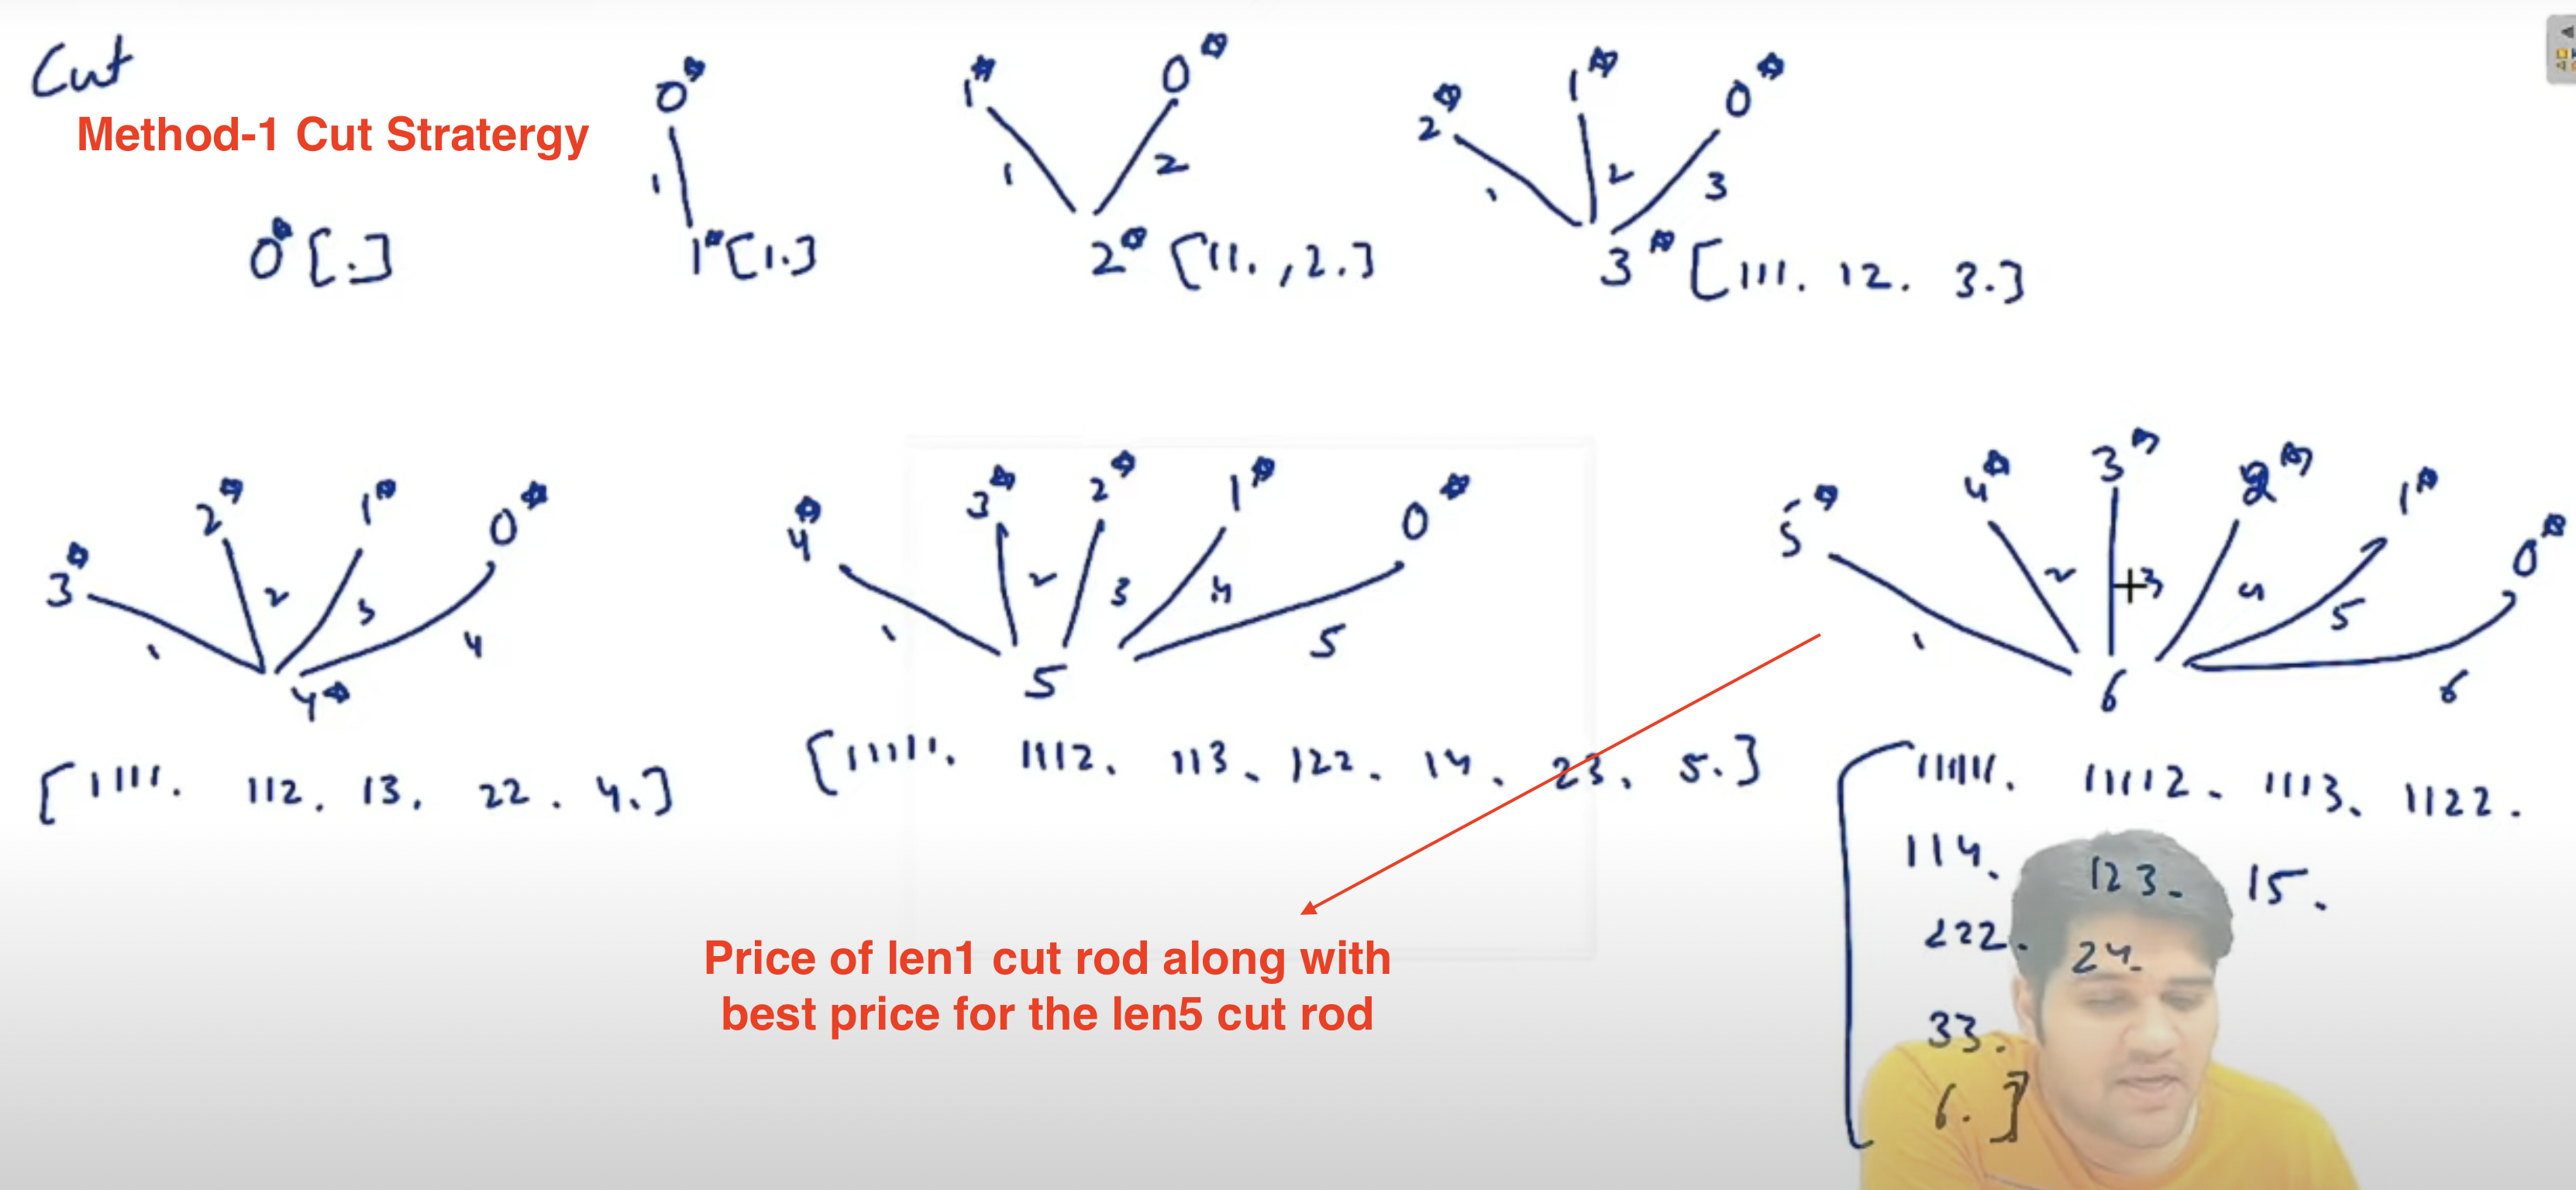 Cut
Method-1 Cut Stratergy
0* 1* 0* 2* 1* 0*
1 1 2 1 2 3
0* [.] 1* [1.] 2* [11. , 2.] 3* [111. 12. 3.]
3* 2* 1* 0* 4* 3* 2* 1* 0* 5* 4* 3* 2* 1* 0*
1 2 3 4 1 2 3 4 5 1 2 3 4 5 6
4* 5 6
[1111. 112. 13. 22. 4.] [11111. 1112. 113. 122. 14. 23. 5.] [111111. 11112. 1113. 1122.
114. 123. 15.
222. 24.
33.
6.]
Price of len1 cut rod along with
best price for the len5 cut rod